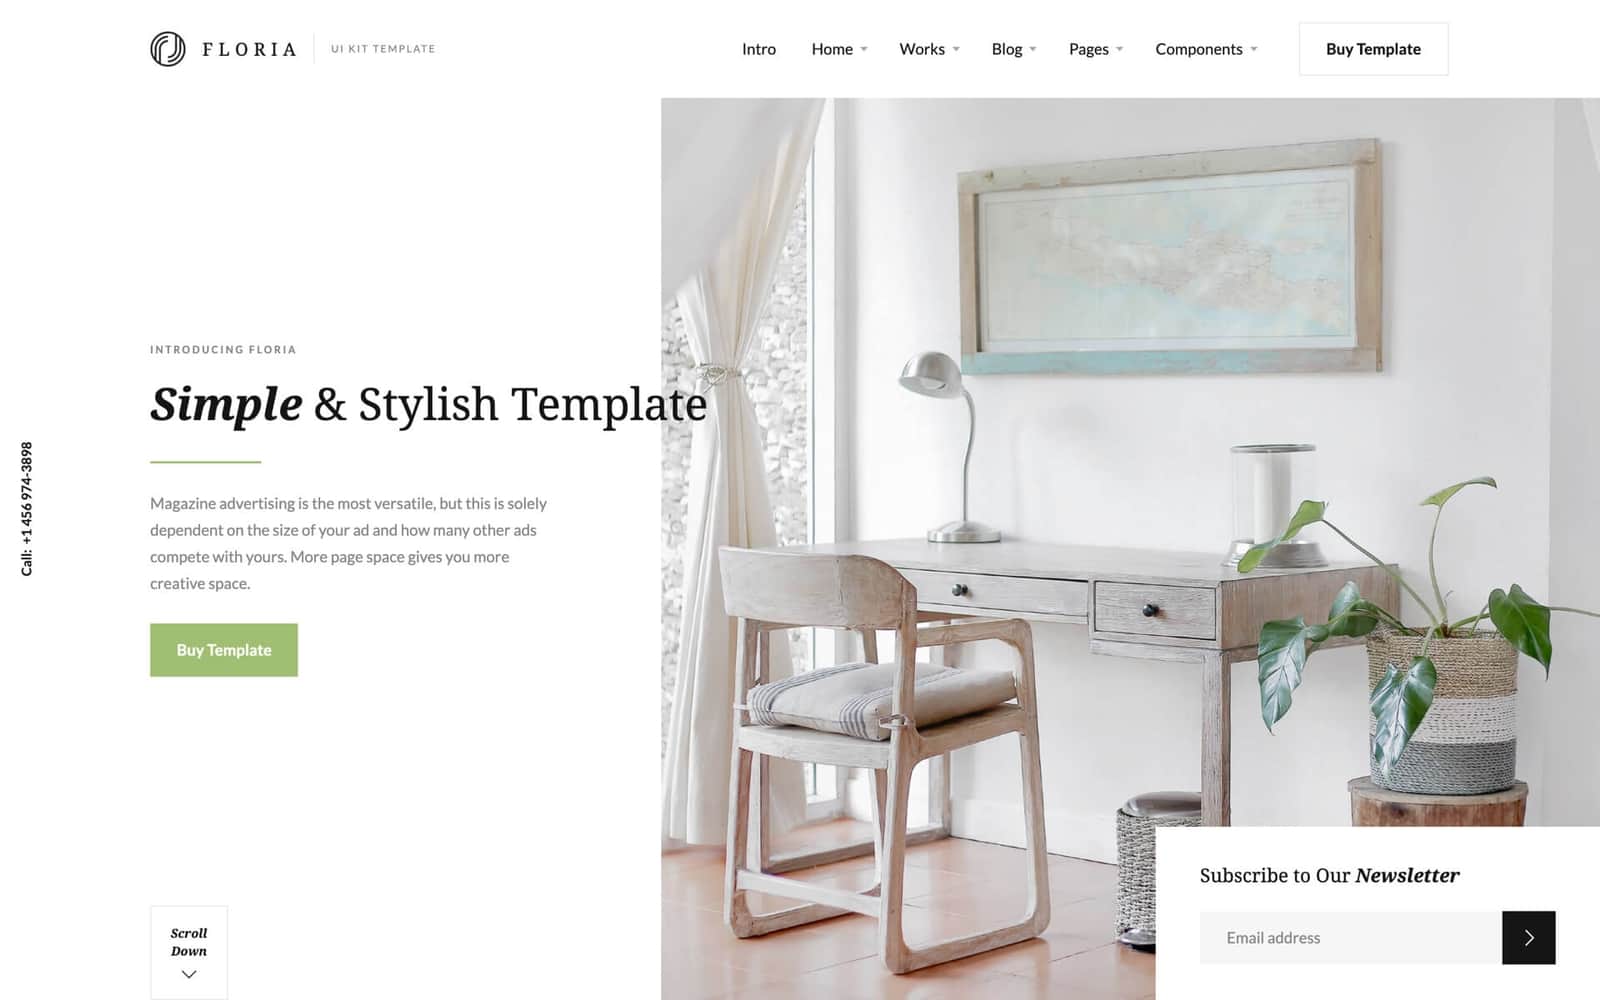 FLORIA
UI KIT TEMPLATE
Intro
Home
Works
Blog
Pages
Components
Buy Template
INTRODUCING FLORIA
Simple & Stylish Template
Magazine advertising is the most versatile, but this is solely
dependent on the size of your ad and how many other ads
compete with yours. More page space gives you more
creative space.
Buy Template
Call: +1 456 974-3898
Scroll
Down
Subscribe to Our Newsletter
Email address